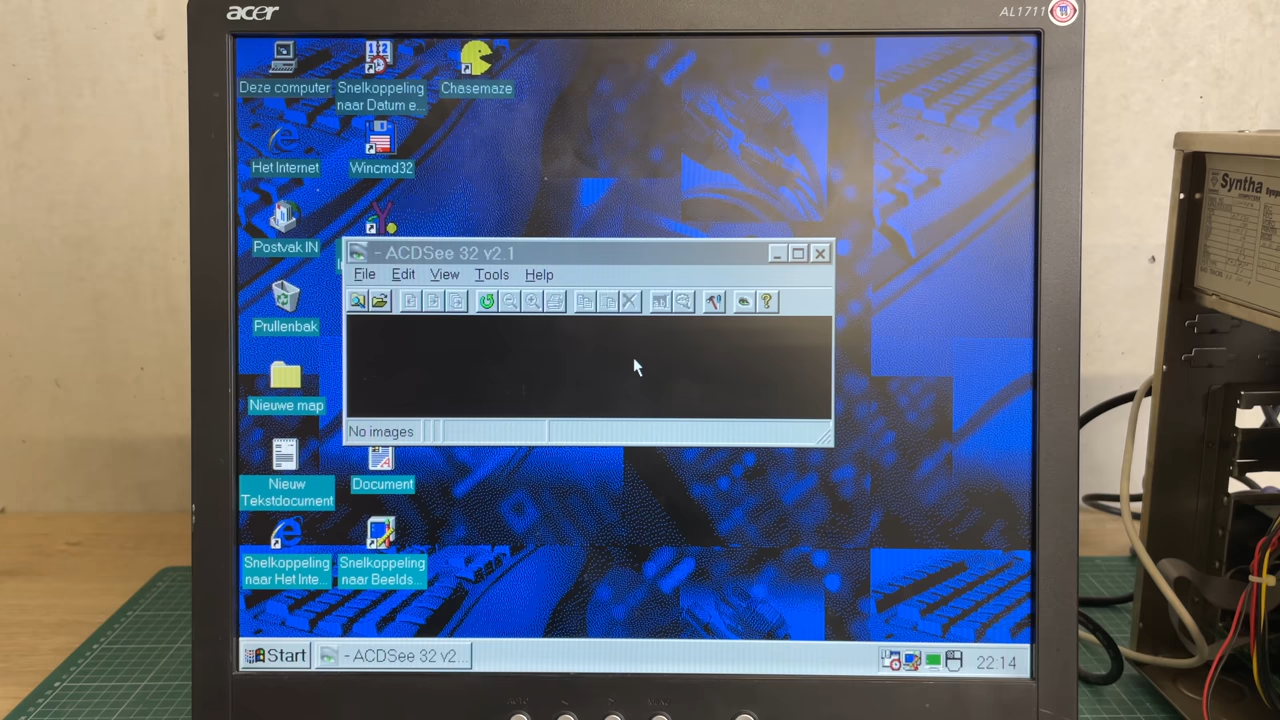 acer
AL1711
Deze computer
Snelkoppeling
naar Datum e...
Chasemaze
Het Internet
Wincmd32
Postvak IN
- ACDSee 32 v2.1
File Edit View Tools Help
Prullenbak
Nieuwe map
No images
Nieuw
Tekstdocument
Document
Snelkoppeling
naar Het Inte...
Snelkoppeling
naar Beelds...
Start
- ACDSee 32 v2...
22:14
Syntha